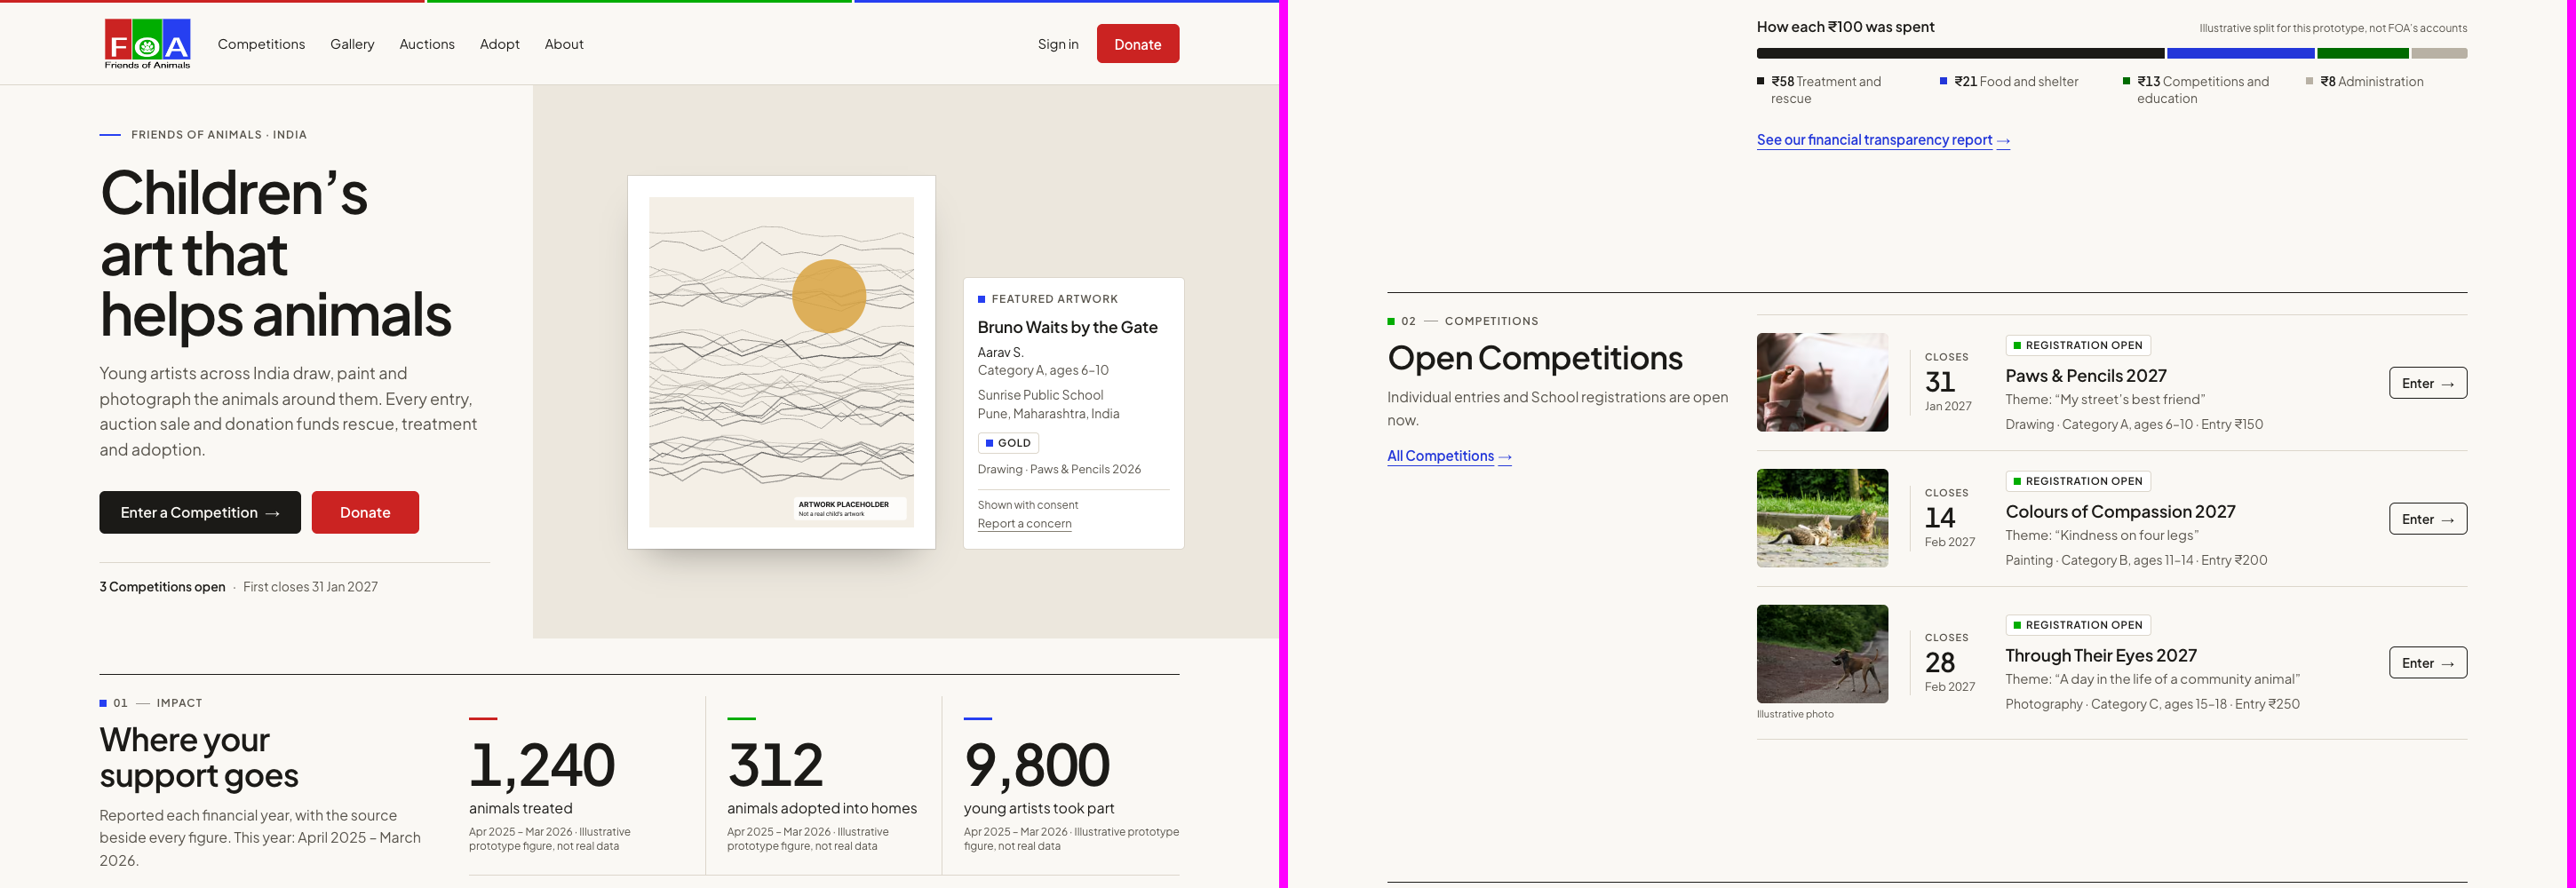 FOA
Friends of Animals
Competitions
Gallery
Auctions
Adopt
About
Sign in
Donate
FRIENDS OF ANIMALS · INDIA
Children’s
art that
helps animals
Young artists across India draw, paint and
photograph the animals around them. Every entry,
auction sale and donation funds rescue, treatment
and adoption.
Enter a Competition →
Donate
3 Competitions open · First closes 31 Jan 2027
ARTWORK PLACEHOLDER
Not a real child's artwork
FEATURED ARTWORK
Bruno Waits by the Gate
Aarav S.
Category A, ages 6–10
Sunrise Public School
Pune, Maharashtra, India
GOLD
Drawing · Paws & Pencils 2026
Shown with consent
Report a concern
01 — IMPACT
Where your
support goes
Reported each financial year, with the source
beside every figure. This year: April 2025 – March
2026.
1,240
animals treated
Apr 2025 – Mar 2026 · Illustrative
prototype figure, not real data
312
animals adopted into homes
Apr 2025 – Mar 2026 · Illustrative
prototype figure, not real data
9,800
young artists took part
Apr 2025 – Mar 2026 · Illustrative prototype
figure, not real data
How each ₹100 was spent
Illustrative split for this prototype, not FOA’s accounts
₹58 Treatment and
rescue
₹21 Food and shelter
₹13 Competitions and
education
₹8 Administration
See our financial transparency report →
02 — COMPETITIONS
Open Competitions
Individual entries and School registrations are open
now.
All Competitions →
CLOSES
31
Jan 2027
REGISTRATION OPEN
Paws & Pencils 2027
Theme: “My street’s best friend”
Drawing · Category A, ages 6–10 · Entry ₹150
Enter →
CLOSES
14
Feb 2027
REGISTRATION OPEN
Colours of Compassion 2027
Theme: “Kindness on four legs”
Painting · Category B, ages 11–14 · Entry ₹200
Enter →
Illustrative photo
CLOSES
28
Feb 2027
REGISTRATION OPEN
Through Their Eyes 2027
Theme: “A day in the life of a community animal”
Photography · Category C, ages 15–18 · Entry ₹250
Enter →